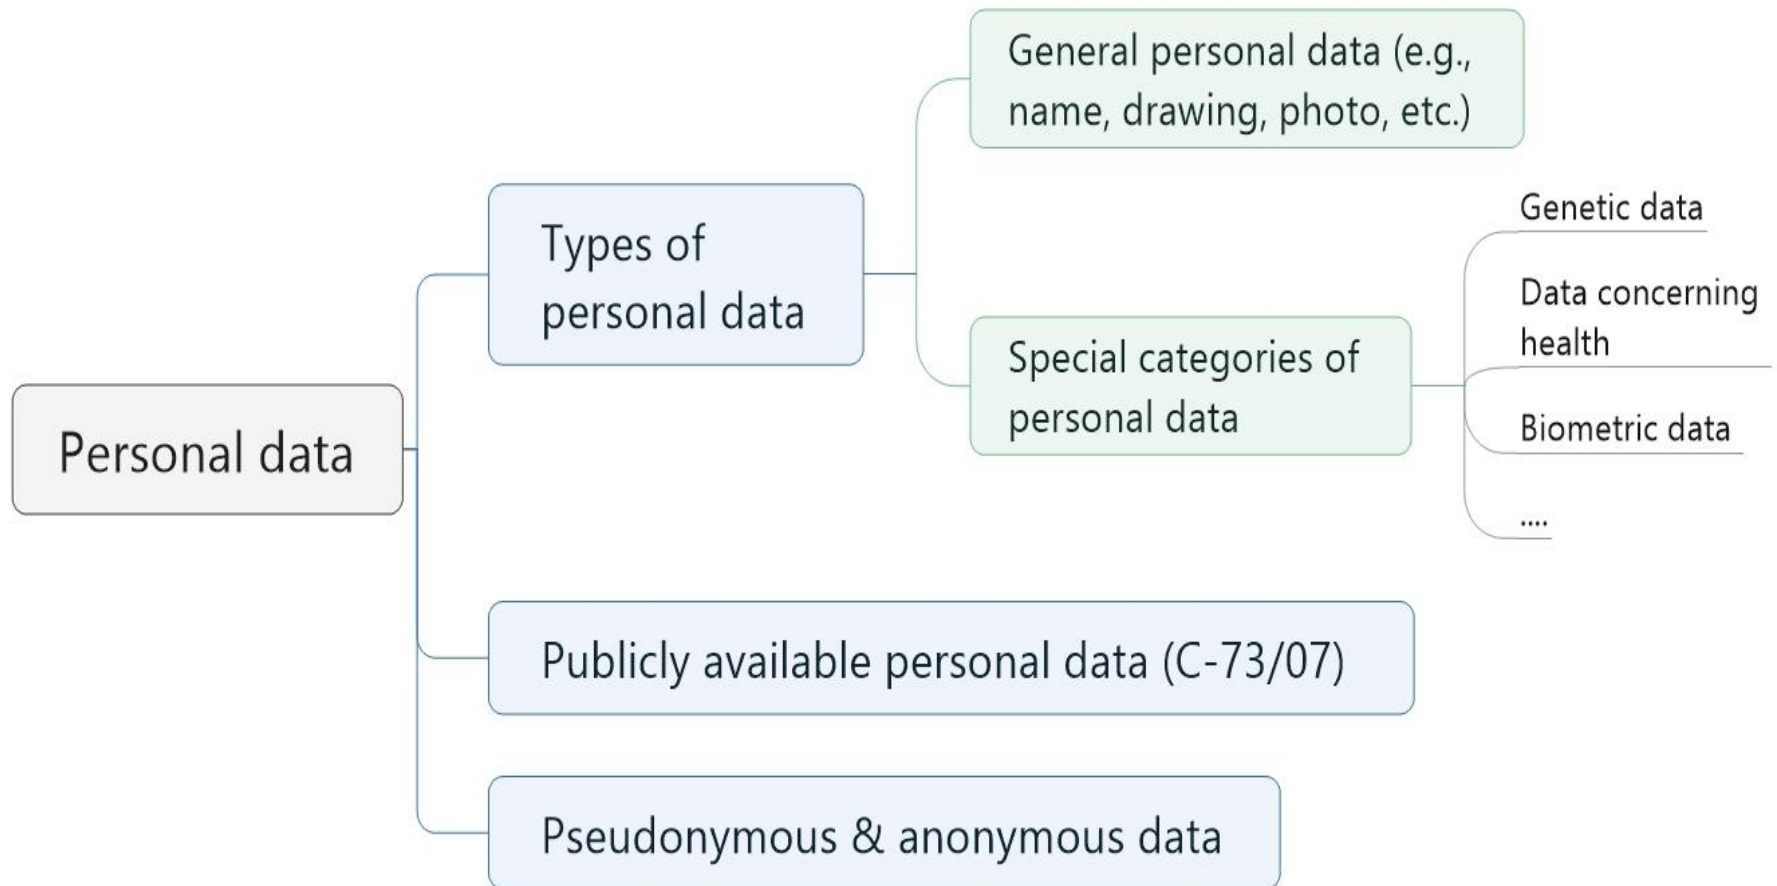 General personal data (e.g.,
name, drawing, photo, etc.)
Types of
personal data
Genetic data
Data concerning
health
Special categories of
personal data
Biometric data
....
Personal data
Publicly available personal data (C-73/07)
Pseudonymous & anonymous data